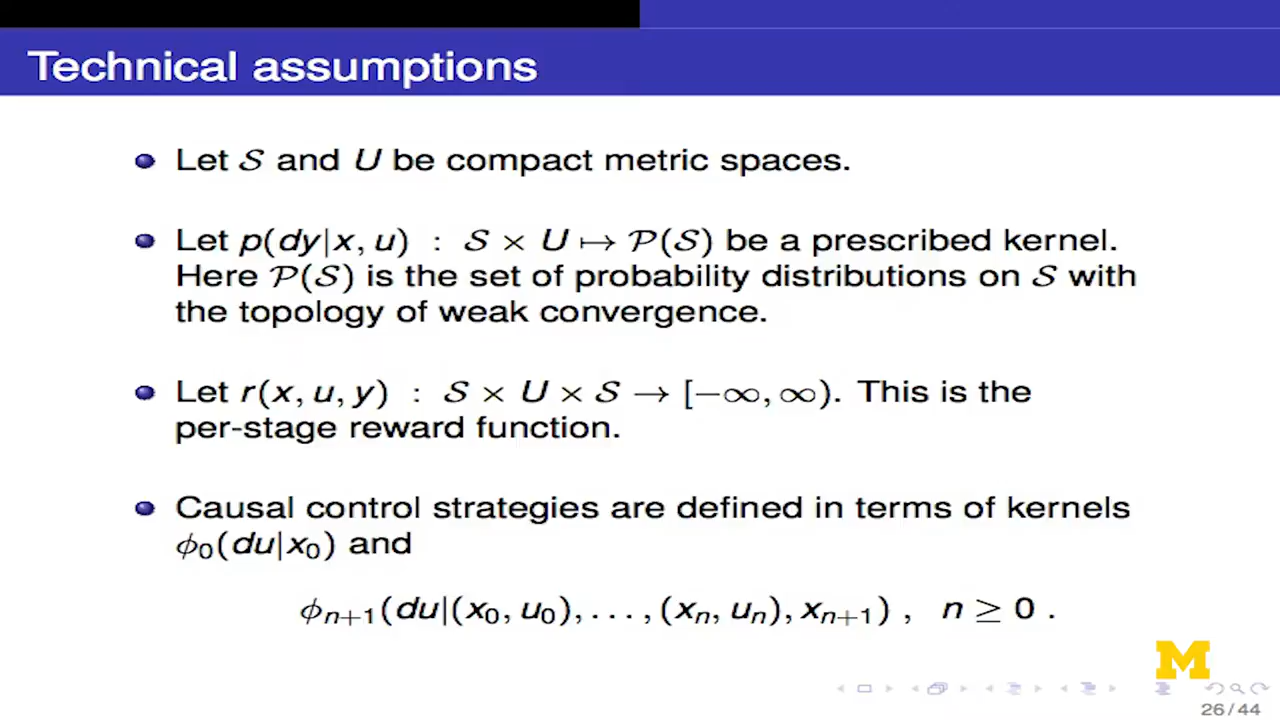 Technical assumptions
Let 𝒮 and U be compact metric spaces.
Let p(dy|x, u) : 𝒮 × U ↦ 𝒫(𝒮) be a prescribed kernel.
Here 𝒫(𝒮) is the set of probability distributions on 𝒮 with
the topology of weak convergence.
Let r(x, u, y) : 𝒮 × U × 𝒮 → [−∞, ∞). This is the
per-stage reward function.
Causal control strategies are defined in terms of kernels
ϕ₀(du|x₀) and
ϕₙ₊₁(du|(x₀, u₀), . . . , (xₙ, uₙ), xₙ₊₁) , n ≥ 0 .
M
26 / 44